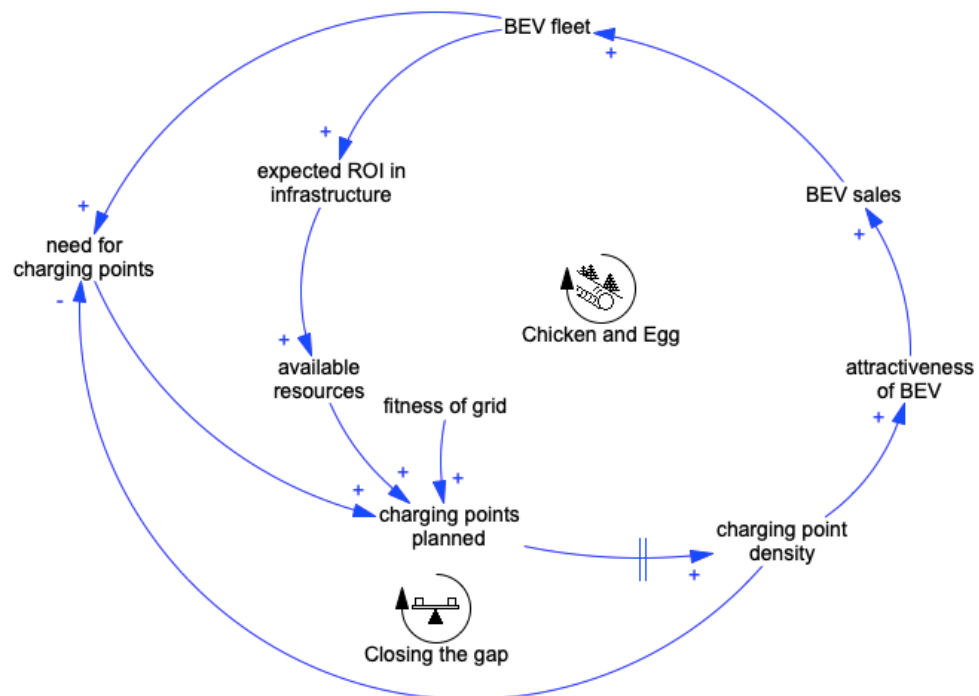 BEV fleet
+
+
expected ROI in
infrastructure
BEV sales
+
+
need for
charging points
-
Chicken and Egg
+
available
resources
attractiveness
of BEV
fitness of grid
+
+
+
+
charging points
planned
charging point
density
+
Closing the gap